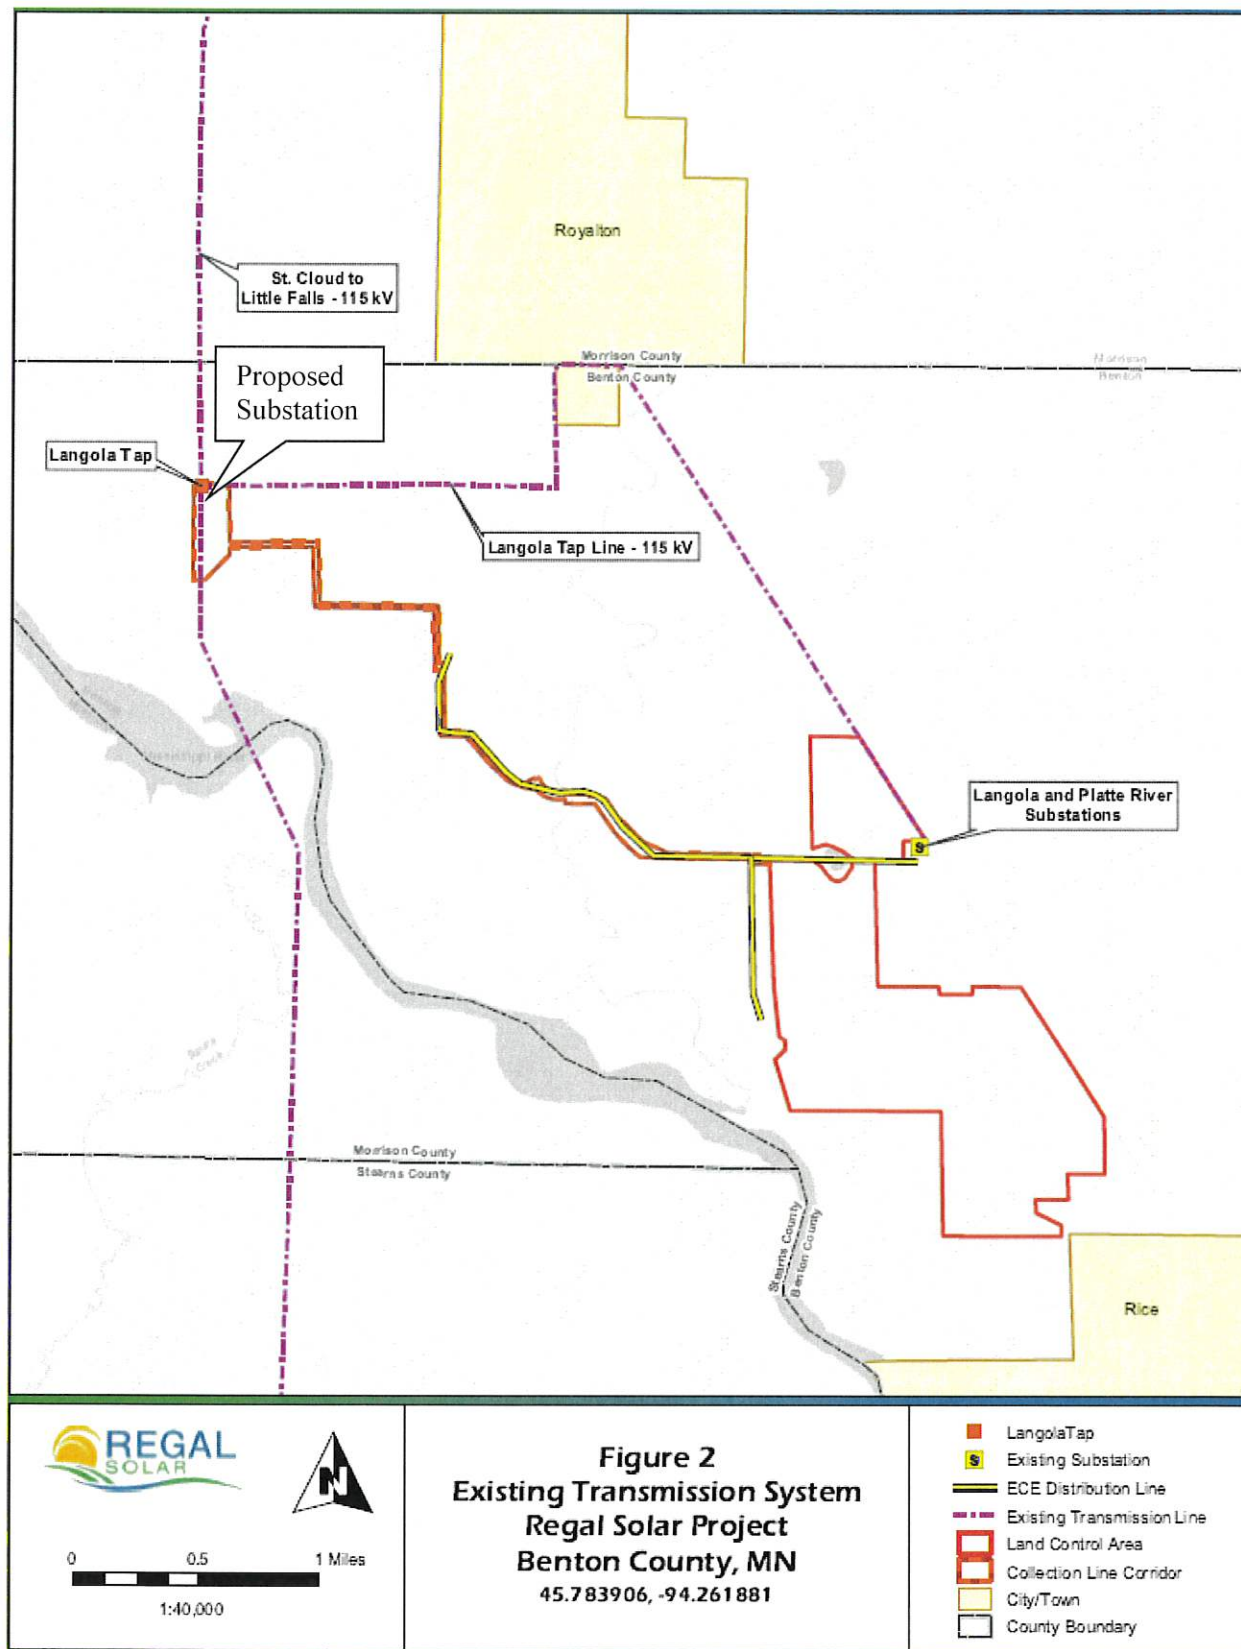 Royalton
St. Cloud to
Little Falls - 115 kV
Morrison County
Benton County
Morrison
Benton
Proposed
Substation
Langola Tap
Langola Tap Line - 115 kV
Langola and Platte River
Substations
Morrison County
Stearns County
Stearns County
Benton County
Rice
REGAL
SOLAR
N
0 0.5 1 Miles
1:40,000
Figure 2
Existing Transmission System
Regal Solar Project
Benton County, MN
45.783906, -94.261881
LangolaTap
S Existing Substation
ECE Distribution Line
Existing Transmission Line
Land Control Area
Collection Line Corridor
City/Town
County Boundary